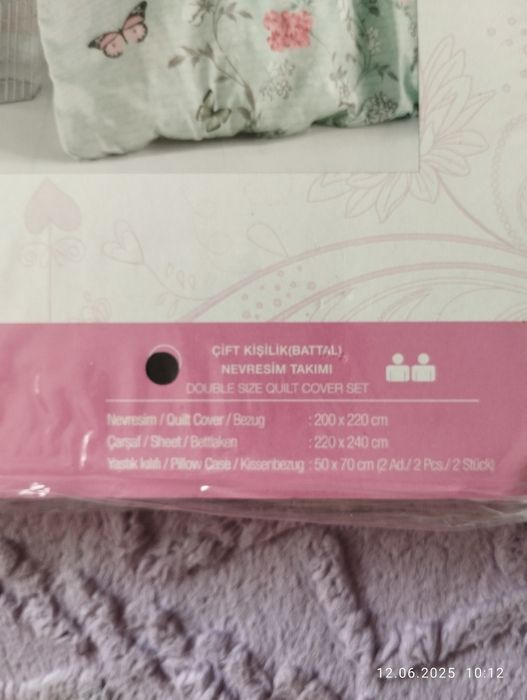 ÇİFT KİŞİLİK(BATTAL)
NEVRESİM TAKIMI
DOUBLE SIZE QUILT COVER SET
Nevresim / Quilt Cover / Bezug : 200 x 220 cm
Çarşaf / Sheet / Bettlaken : 220 x 240 cm
Yastık kılıfı / Pillow Case / Kissenbezug : 50 x 70 cm (2 Ad./ 2 Pcs./ 2 Stück)
12.06.2025 10:12